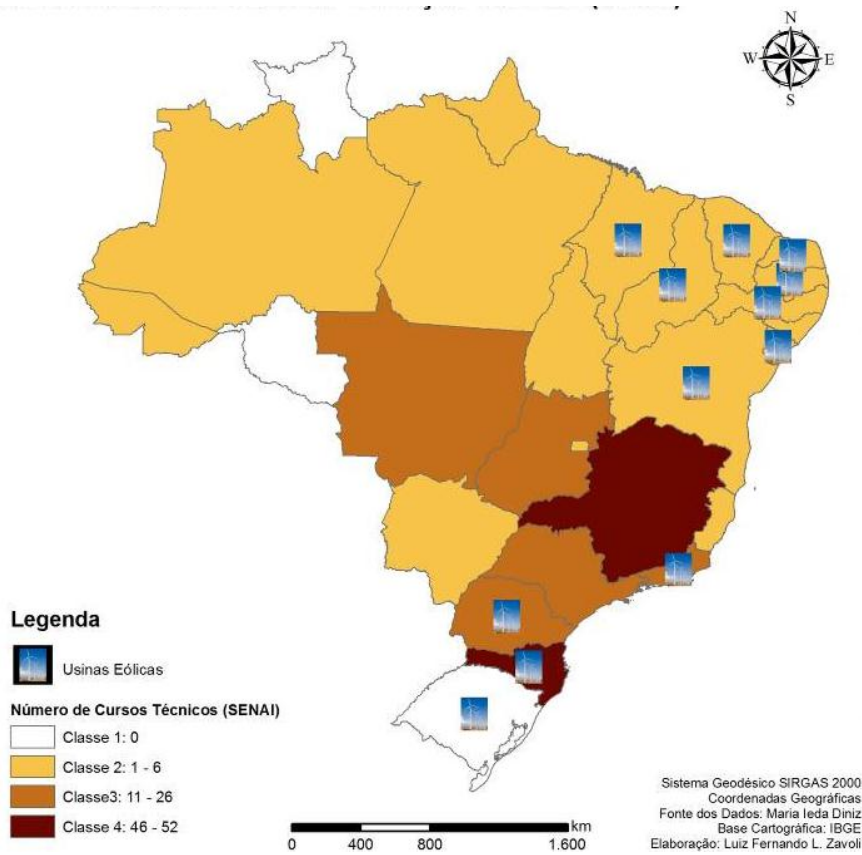 N
W E
S
Legenda
Usinas Eólicas
Número de Cursos Técnicos (SENAI)
Classe 1: 0
Classe 2: 1 - 6
Classe3: 11 - 26
Classe 4: 46 - 52
km
0 400 800 1.600
Sistema Geodésico SIRGAS 2000
Coordenadas Geográficas
Fonte dos Dados: Maria Ieda Diniz
Base Cartográfica: IBGE
Elaboração: Luiz Fernando L. Zavoli